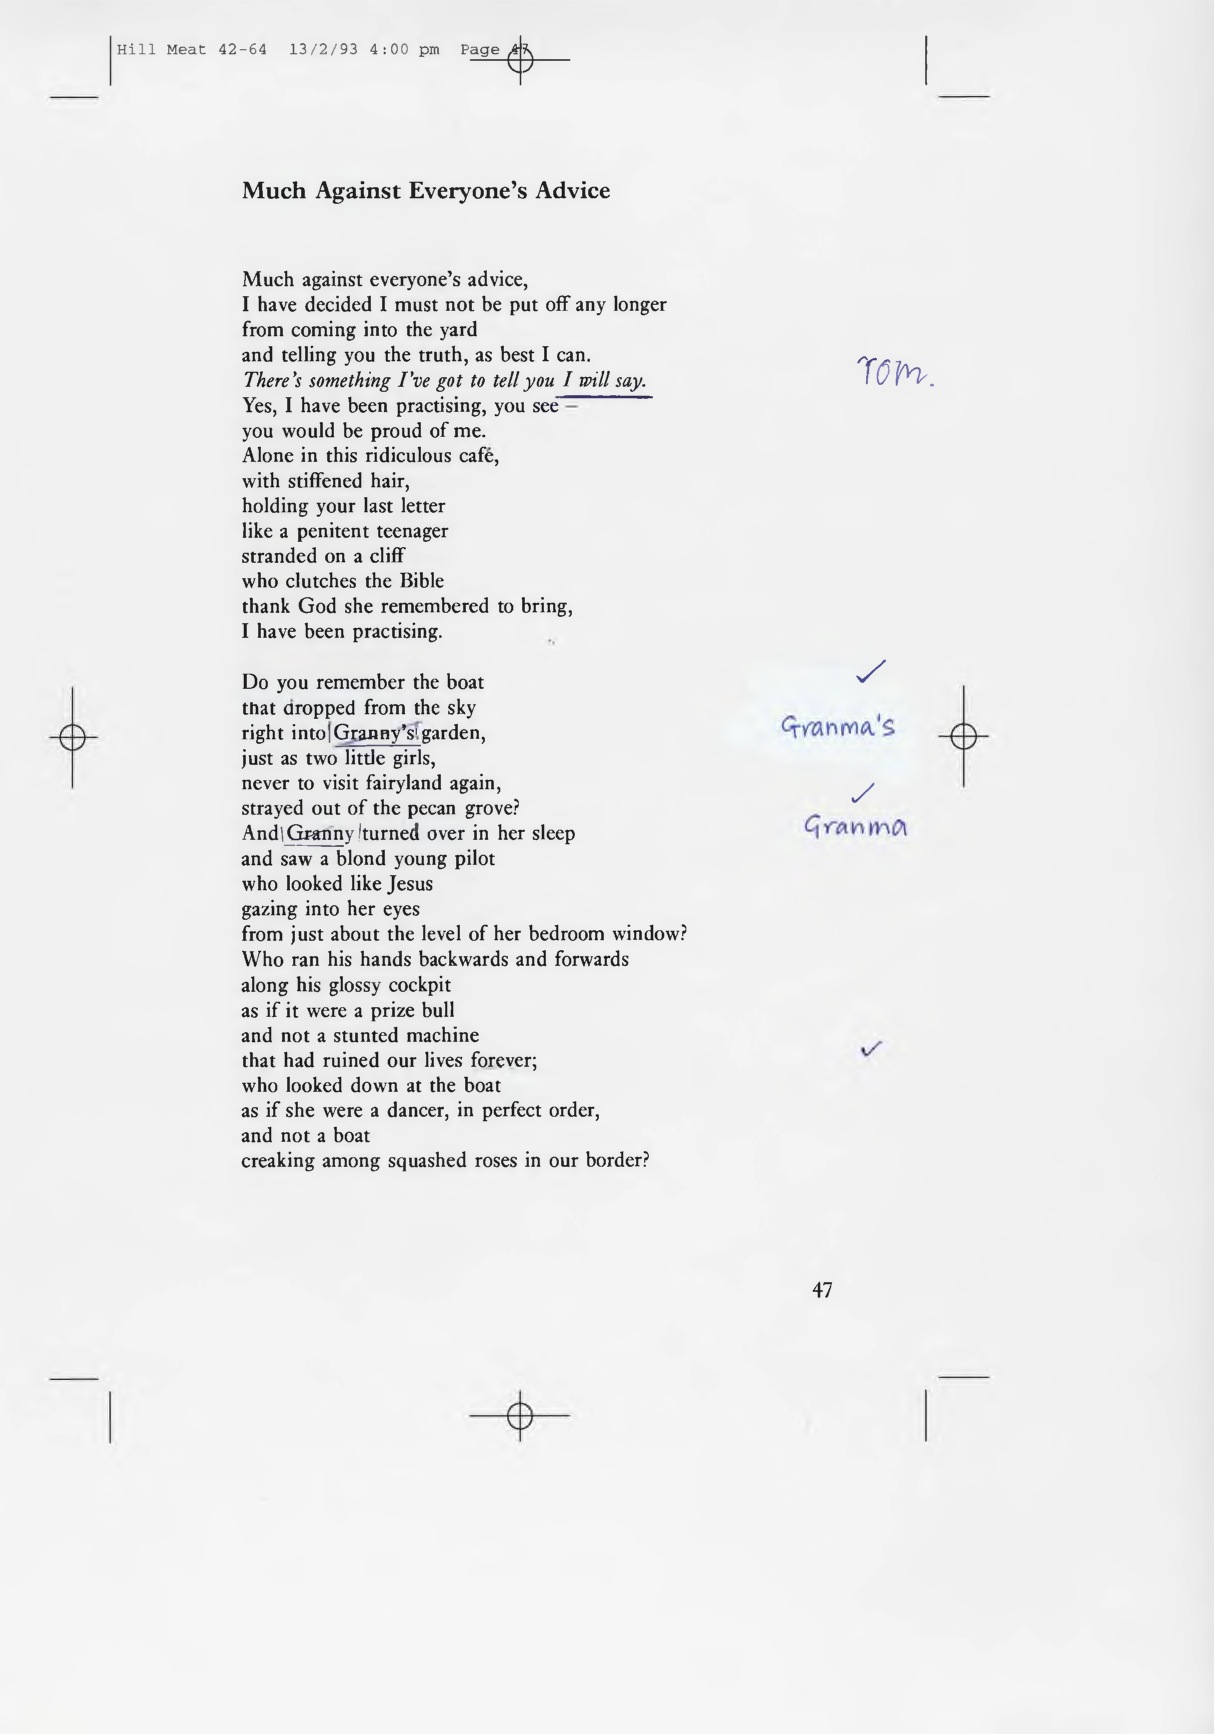 Hill Meat 42-64 13/2/93 4:00 pm Page 47
Much Against Everyone's Advice
Much against everyone's advice,
I have decided I must not be put off any longer
from coming into the yard
and telling you the truth, as best I can.
There's something I've got to tell you I will say.
rom.
Yes, I have been practising, you see –
you would be proud of me.
Alone in this ridiculous café,
with stiffened hair,
holding your last letter
like a penitent teenager
stranded on a cliff
who clutches the Bible
thank God she remembered to bring,
I have been practising.
Do you remember the boat
that dropped from the sky
right into Granny's garden,
Granma's
just as two little girls,
never to visit fairyland again,
strayed out of the pecan grove?
And Granny turned over in her sleep
Granma
and saw a blond young pilot
who looked like Jesus
gazing into her eyes
from just about the level of her bedroom window?
Who ran his hands backwards and forwards
along his glossy cockpit
as if it were a prize bull
and not a stunted machine
that had ruined our lives forever;
who looked down at the boat
as if she were a dancer, in perfect order,
and not a boat
creaking among squashed roses in our border?
47